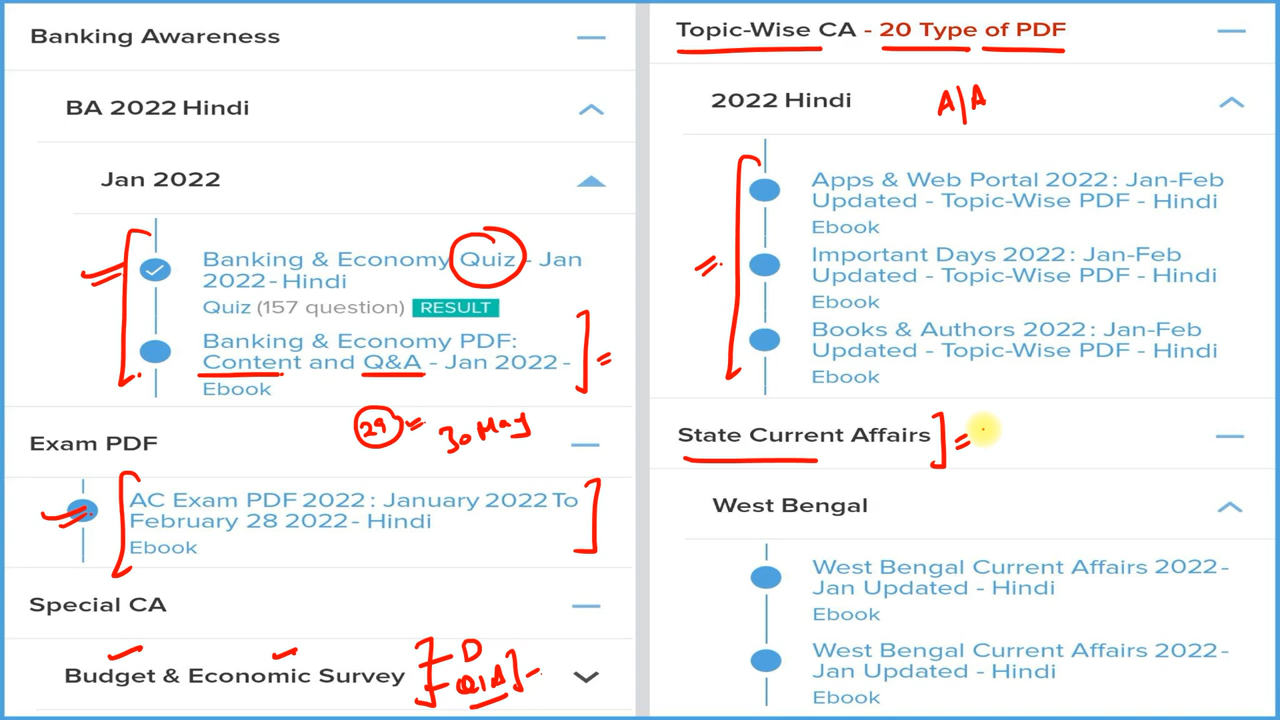 Banking Awareness
BA 2022 Hindi
Jan 2022
Banking & Economy Quiz - Jan
2022-Hindi
Quiz (157 question) RESULT
Banking & Economy PDF:
Content and Q&A - Jan 2022-
Ebook
29 = 30 May
Exam PDF
AC Exam PDF 2022: January 2022 To
February 28 2022- Hindi
Ebook
Special CA
D
Budget & Economic Survey
Q|A
Topic-Wise CA - 20 Type of PDF
2022 Hindi
A|A
Apps & Web Portal 2022: Jan-Feb
Updated - Topic-Wise PDF - Hindi
Ebook
Important Days 2022: Jan-Feb
Updated - Topic-Wise PDF - Hindi
Ebook
Books & Authors 2022: Jan-Feb
Updated - Topic-Wise PDF - Hindi
Ebook
State Current Affairs
West Bengal
West Bengal Current Affairs 2022-
Jan Updated - Hindi
Ebook
West Bengal Current Affairs 2022-
Jan Updated - Hindi
Ebook